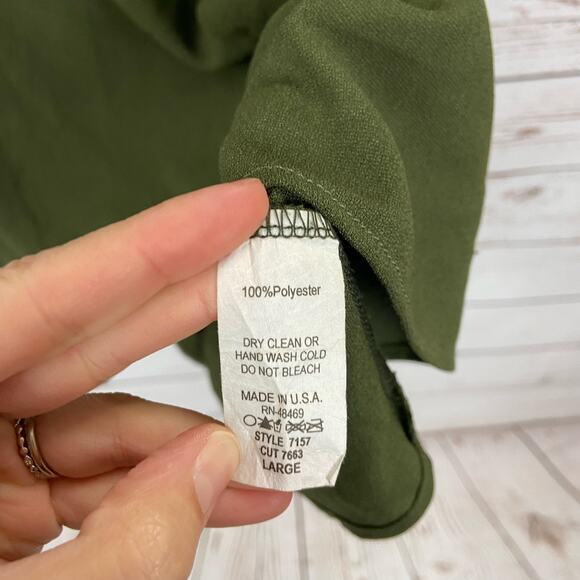 100%Polyester
DRY CLEAN OR
HAND WASH COLD
DO NOT BLEACH
MADE IN U.S.A.
RN-48469
STYLE 7157
CUT 7663
LARGE